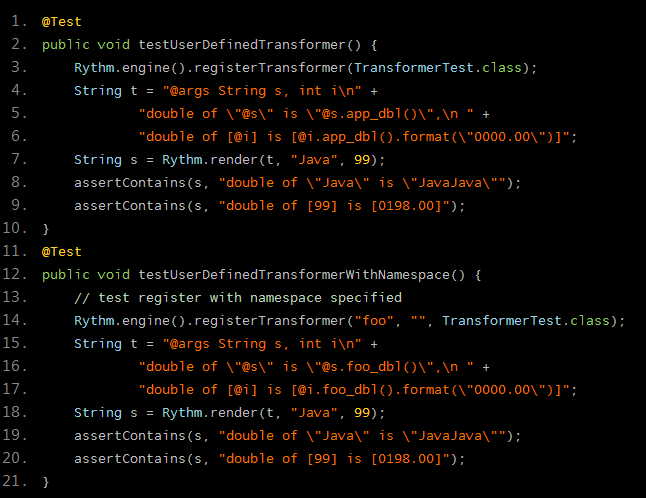 1. @Test
2. public void testUserDefinedTransformer() {
3.     Rythm.engine().registerTransformer(TransformerTest.class);
4.     String t = "@args String s, int i\n" +
5.             "double of \"@s\" is \"@s.app_dbl()\",\n " +
6.             "double of [@i] is [@i.app_dbl().format(\"0000.00\")]";
7.     String s = Rythm.render(t, "Java", 99);
8.     assertContains(s, "double of \"Java\" is \"JavaJava\"");
9.     assertContains(s, "double of [99] is [0198.00]");
10. }
11. @Test
12. public void testUserDefinedTransformerWithNamespace() {
13.     // test register with namespace specified
14.     Rythm.engine().registerTransformer("foo", "", TransformerTest.class);
15.     String t = "@args String s, int i\n" +
16.             "double of \"@s\" is \"@s.foo_dbl()\",\n " +
17.             "double of [@i] is [@i.foo_dbl().format(\"0000.00\")]";
18.     String s = Rythm.render(t, "Java", 99);
19.     assertContains(s, "double of \"Java\" is \"JavaJava\"");
20.     assertContains(s, "double of [99] is [0198.00]");
21. }